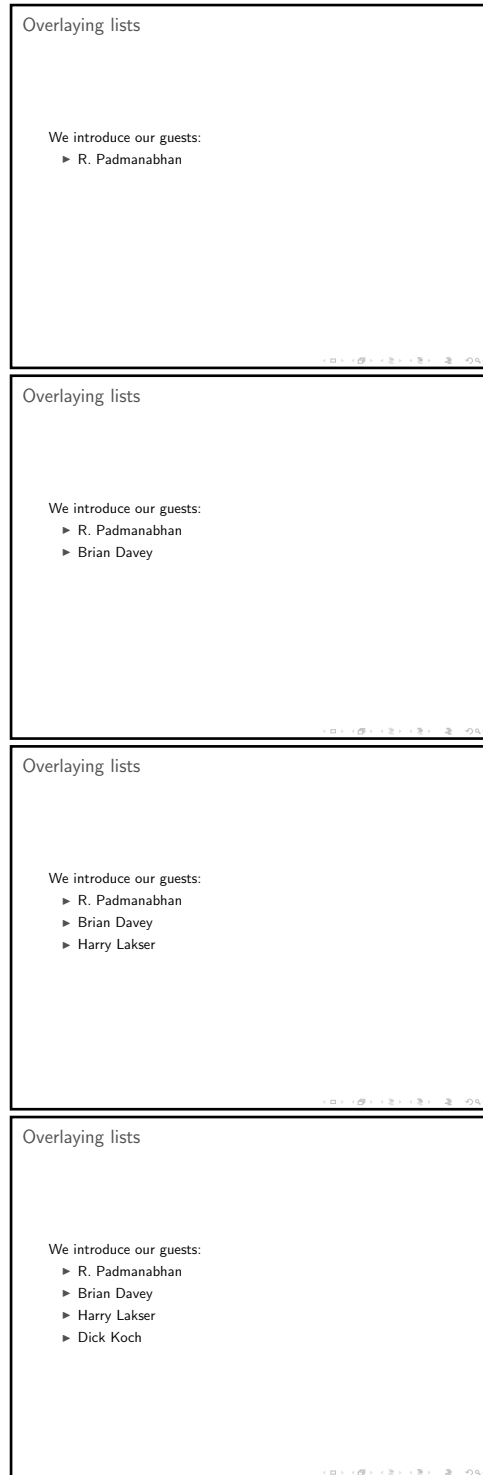 Overlaying lists
We introduce our guests:
► R. Padmanabhan
Overlaying lists
We introduce our guests:
► R. Padmanabhan
► Brian Davey
Overlaying lists
We introduce our guests:
► R. Padmanabhan
► Brian Davey
► Harry Lakser
Overlaying lists
We introduce our guests:
► R. Padmanabhan
► Brian Davey
► Harry Lakser
► Dick Koch